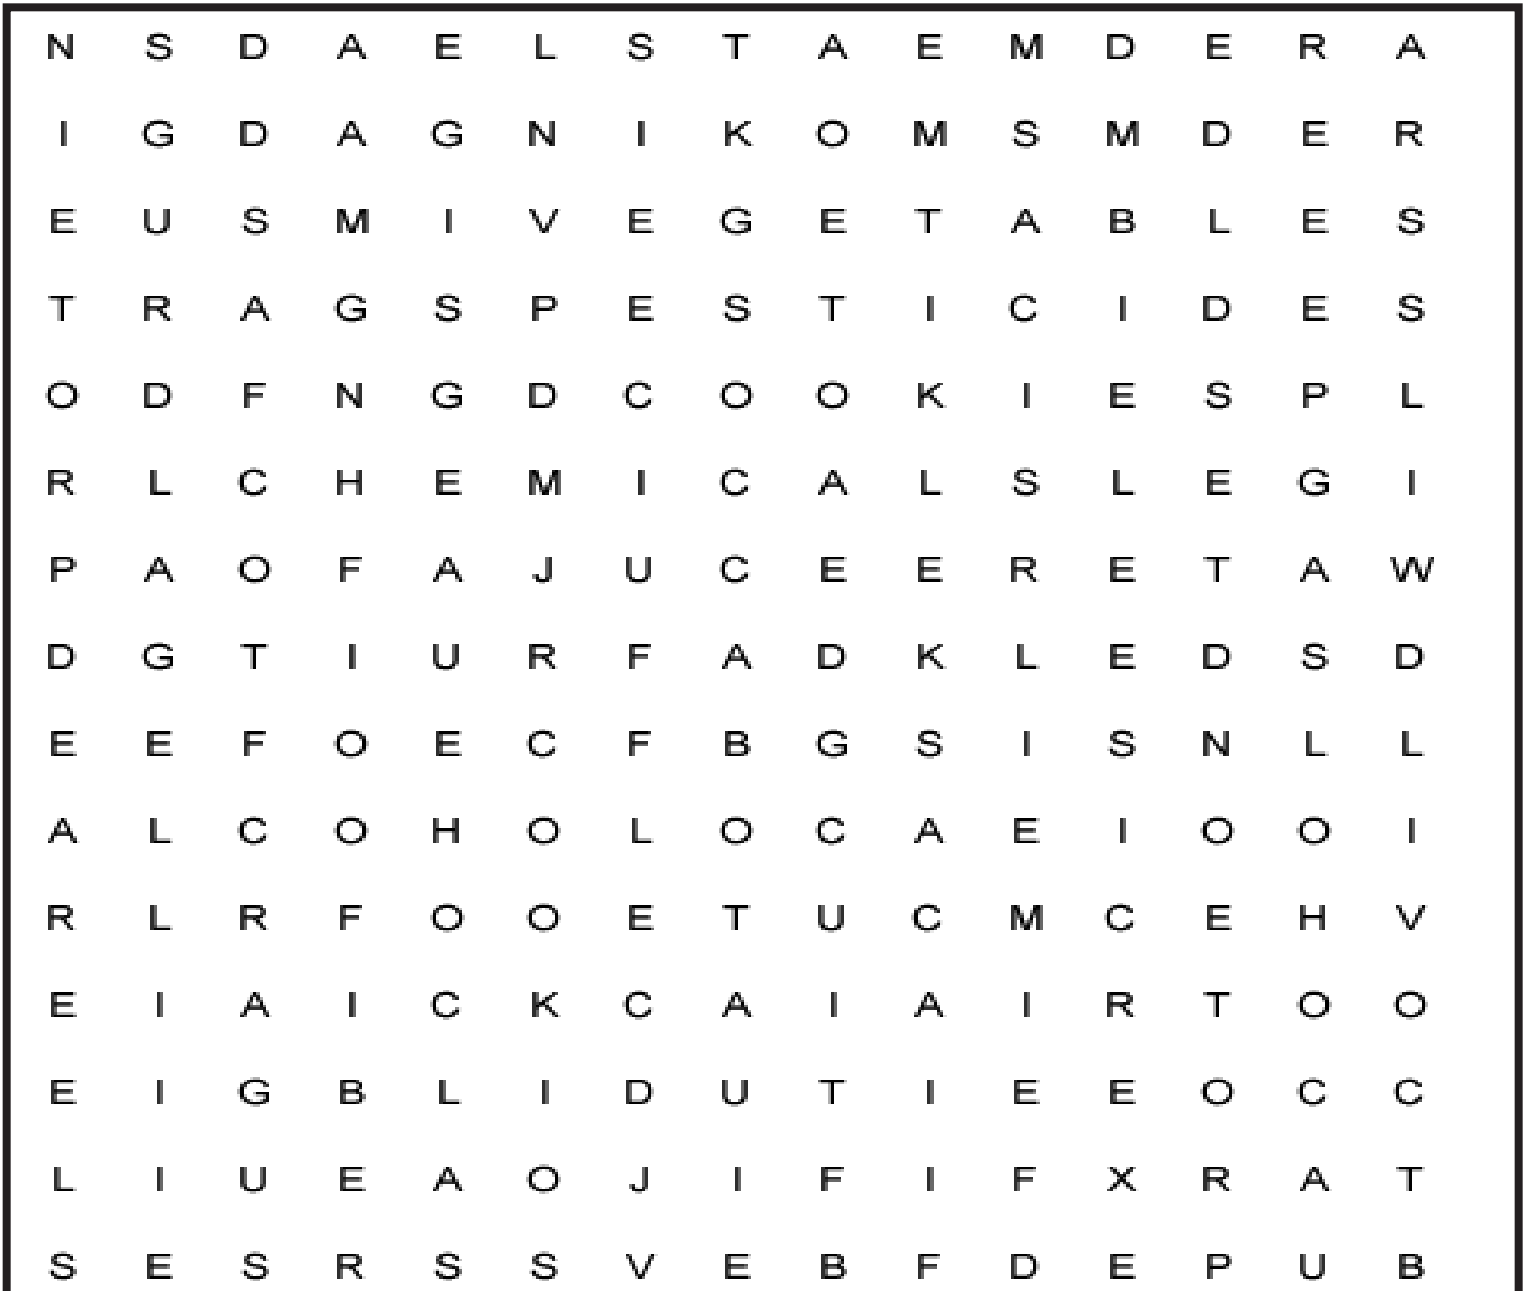 N S D A E L S T A E M D E R A
I G D A G N I K O M S M D E R
E U S M I V E G E T A B L E S
T R A G S P E S T I C I D E S
O D F N G D C O O K I E S P L
R L C H E M I C A L S L E G I
P A O F A J U C E E R E T A W
D G T I U R F A D K L E D S D
E E F O E C F B G S I S N L L
A L C O H O L O C A E I O O I
R L R F O O E T U C M C E H V
E I A I C K C A I A I R T O O
E I G B L I D U T I E E O C C
L I U E A O J I F I F X R A T
S E S R S S V E B F D E P U B